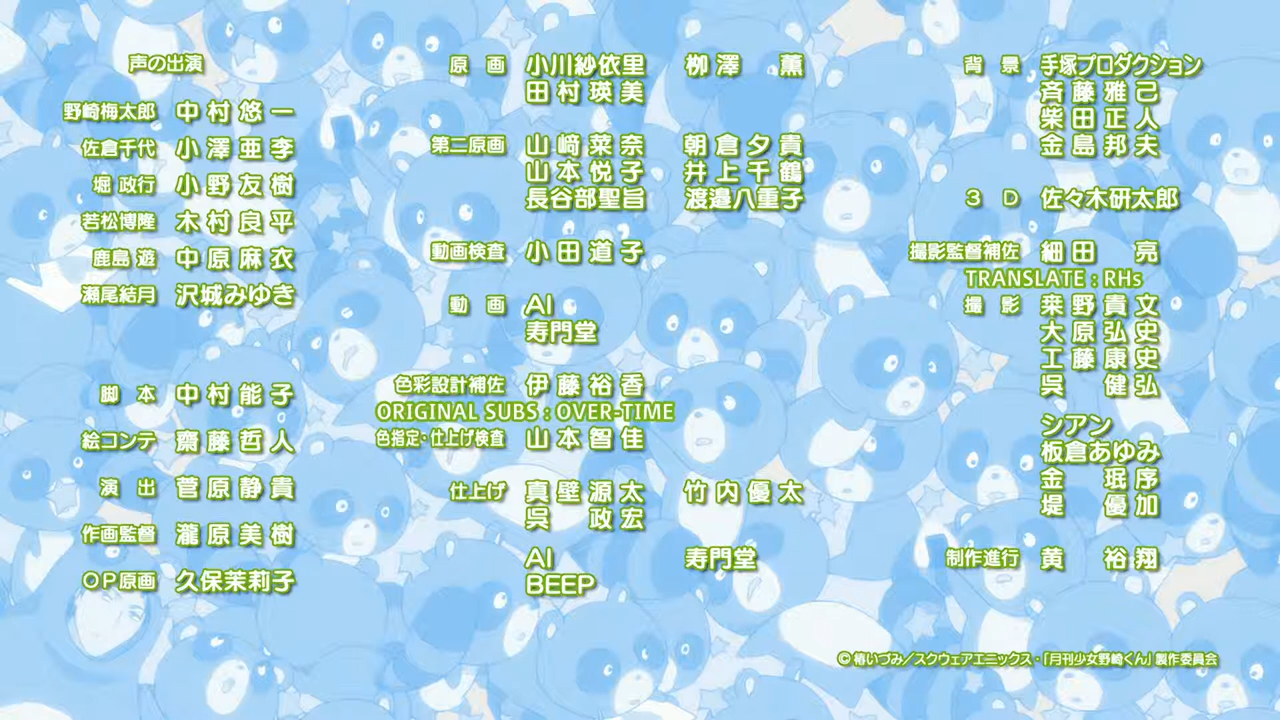 声の出演
野崎梅太郎 中村悠一
佐倉千代 小澤亜李
堀 政行 小野友樹
若松博隆 木村良平
鹿島 遊 中原麻衣
瀬尾結月 沢城みゆき
脚本 中村能子
絵コンテ 齋藤哲人
演出 菅原静貴
作画監督 瀧原美樹
OP原画 久保茉莉子
原画 小川紗依里 栁澤 薫
田村瑛美
第二原画 山﨑菜奈 朝倉夕貴
山本悦子 井上千鶴
長谷部聖旨 渡邉八重子
動画検査 小田道子
動画 AI
寿門堂
色彩設計補佐 伊藤裕香
ORIGINAL SUBS : OVER-TIME
色指定・仕上げ検査 山本智佳
仕上げ 真壁源太 竹内優太
呉 政宏
AI 寿門堂
BEEP
背景 手塚プロダクション
斉藤雅己
柴田正人
金島邦夫
3D 佐々木研太郎
撮影監督補佐 細田 亮
TRANSLATE : RHs
撮影 来野貴文
大原弘史
工藤康史
呉 健弘
シアン
板倉あゆみ
金 珉序
堤 優加
制作進行 黄 裕翔
© 椿いづみ/スクウェアエニックス・「月刊少女野崎くん」製作委員会